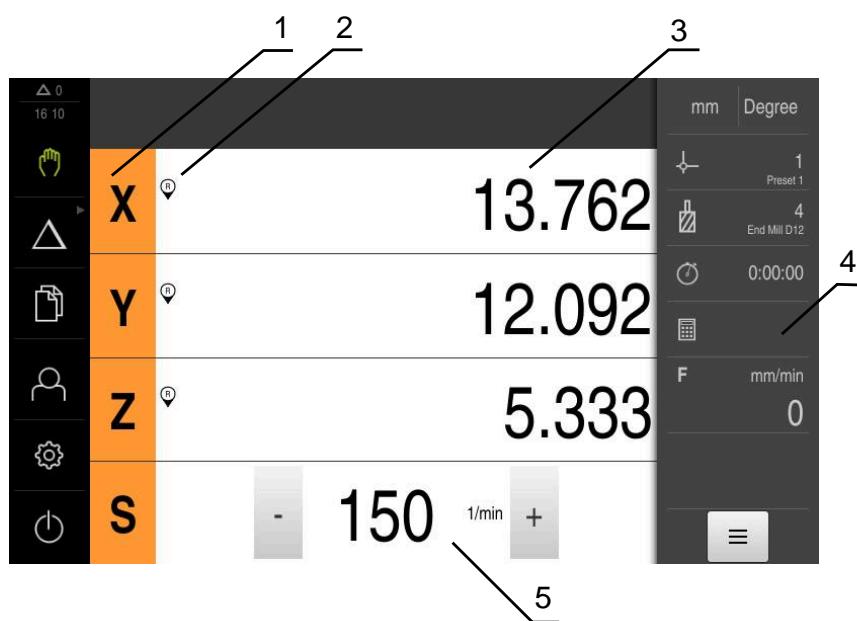 1 2 3
0
16 10
mm Degree
X R 13.762
1
Preset 1
4
End Mill D12
Y R 12.092
0:00:00
4
Z R 5.333
F mm/min
0
S - 150 1/min +
5